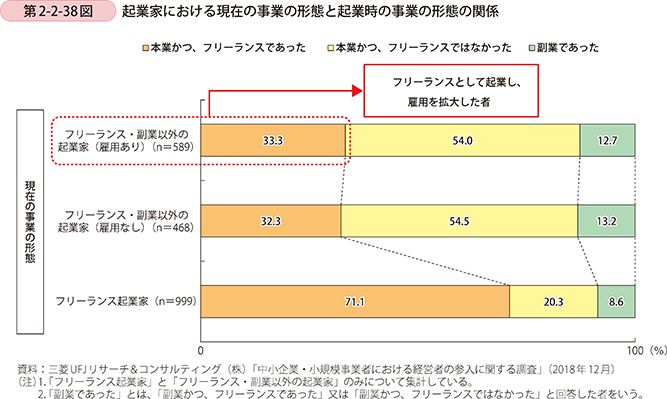 第2-2-38図 起業家における現在の事業の形態と起業時の事業の形態の関係
■本業かつ、フリーランスであった ■本業かつ、フリーランスではなかった ■副業であった
フリーランスとして起業し、
雇用を拡大した者
現在の事業の形態
フリーランス・副業以外の
起業家（雇用あり）（n＝589）
33.3 54.0 12.7
フリーランス・副業以外の
起業家（雇用なし）（n＝468）
32.3 54.5 13.2
フリーランス起業家（n＝999）
71.1 20.3 8.6
0 100（%）
資料：三菱UFJリサーチ＆コンサルティング（株）「中小企業・小規模事業者における経営者の参入に関する調査」（2018年12月）
（注）1.「フリーランス起業家」と「フリーランス・副業以外の起業家」のみについて集計している。
2.「副業であった」とは、「副業かつ、フリーランスであった」又は「副業かつ、フリーランスではなかった」と回答した者をいう。